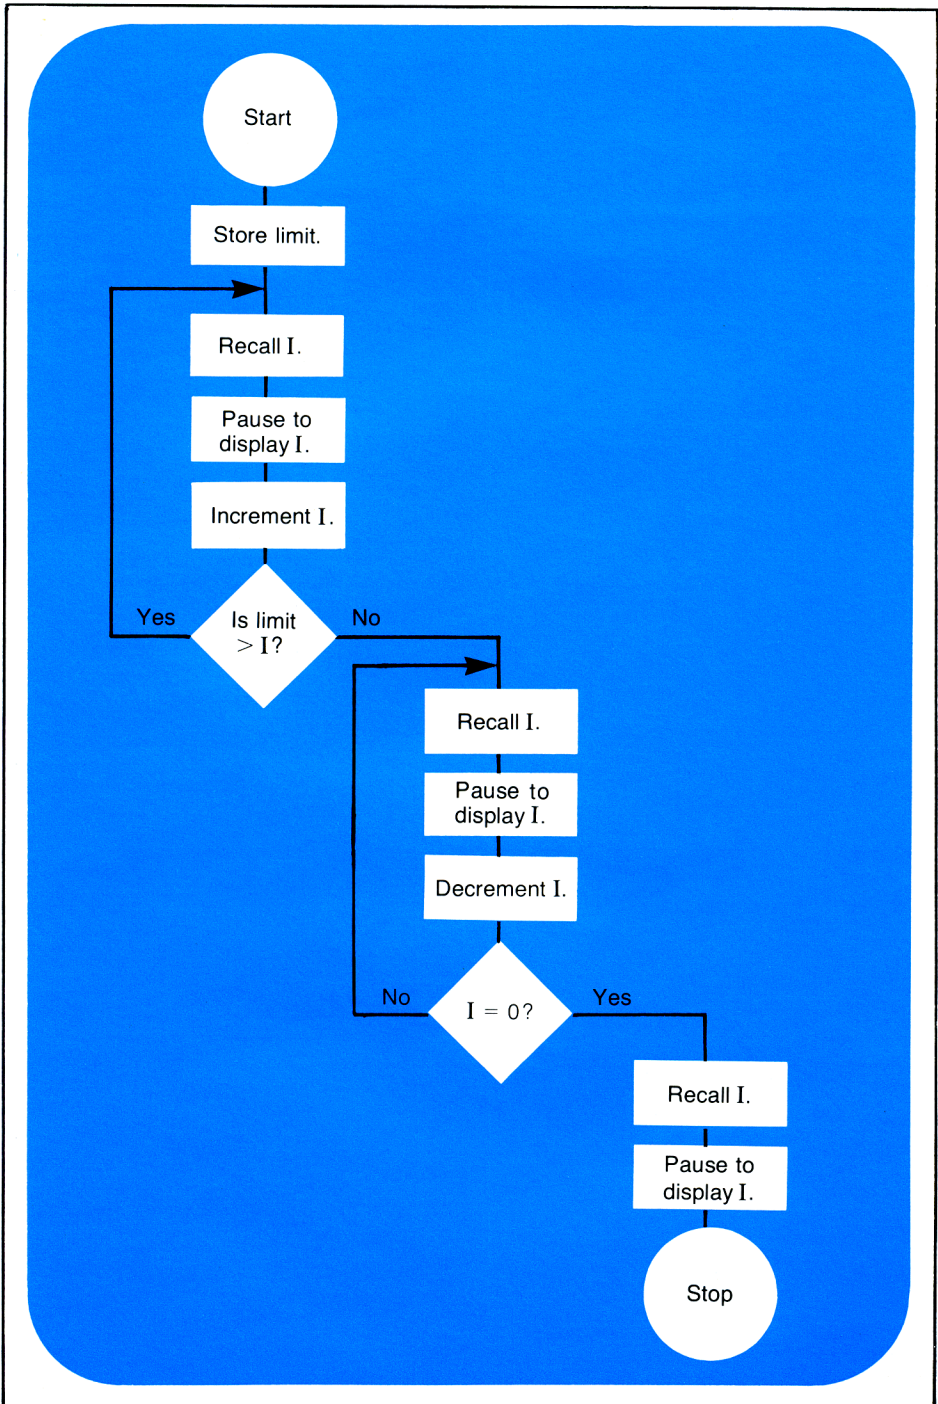 Start
Store limit.
Recall I.
Pause to
display I.
Increment I.
Is limit
> I?
Yes
No
Recall I.
Pause to
display I.
Decrement I.
I = 0?
No
Yes
Recall I.
Pause to
display I.
Stop